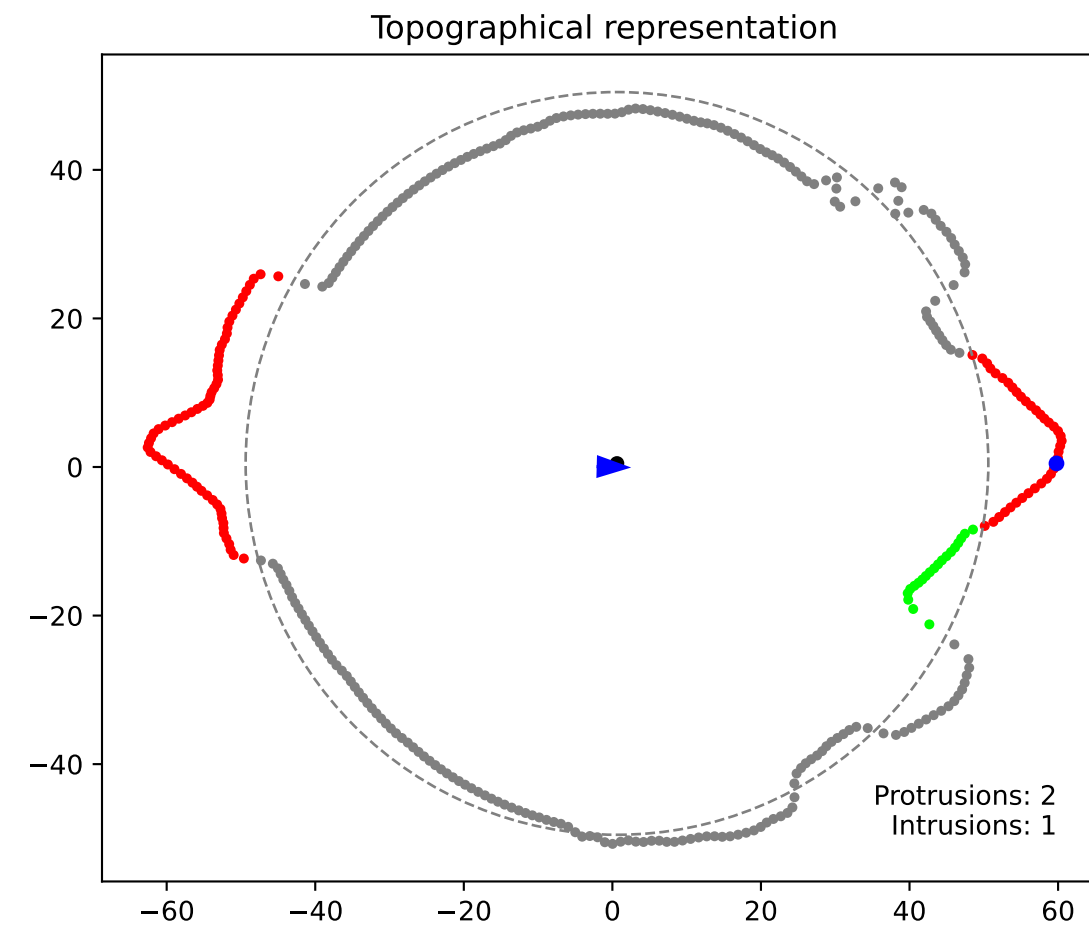 Topographical representation
40
20
0
−20
−40
Protrusions: 2
Intrusions: 1
−60 −40 −20 0 20 40 60